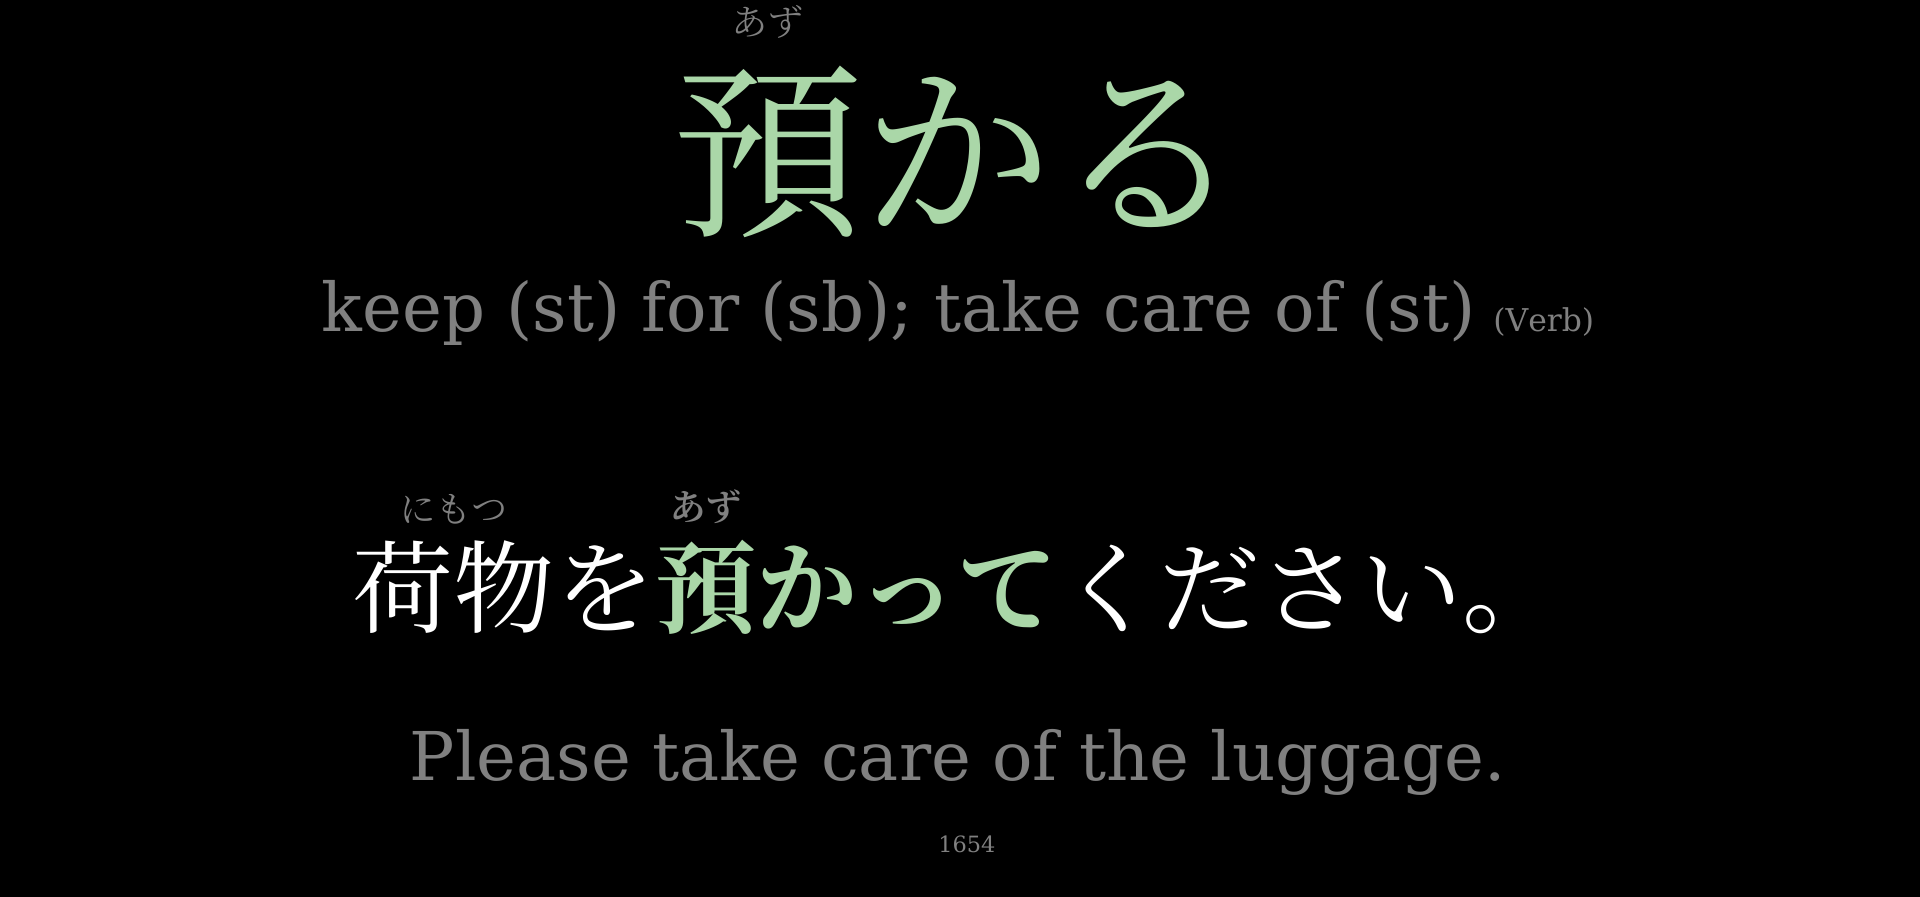 あず
預かる
keep (st) for (sb); take care of (st) (Verb)
にもつ あず
荷物を預かってください。
Please take care of the luggage.
1654